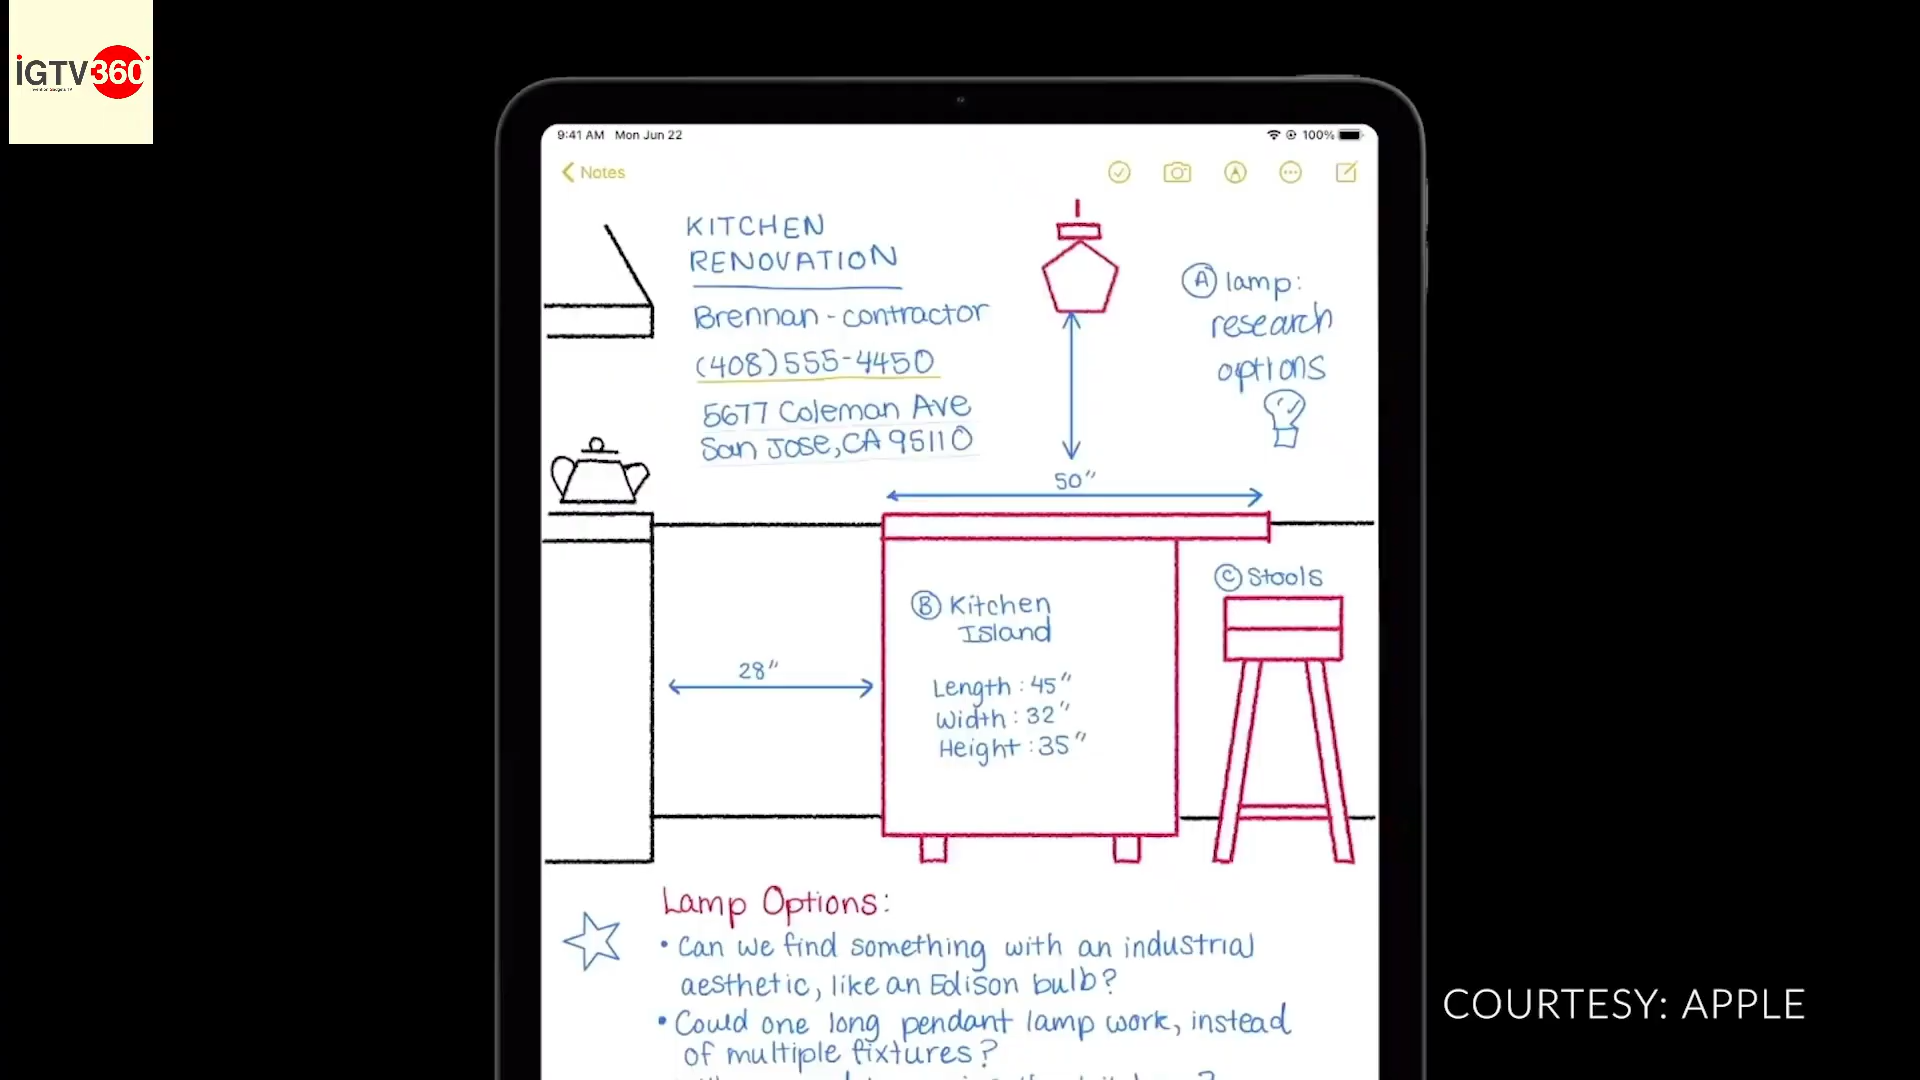 iGTV360
9:41 AM Mon Jun 22
100%
Notes
KITCHEN
RENOVATION
Brennan - contractor
(408) 555-4450
5677 Coleman Ave
San Jose, CA 95110
A lamp:
research
options
50"
C Stools
B Kitchen
Island
28"
Length: 45"
Width: 32"
Height: 35"
Lamp Options:
• Can we find something with an industrial
aesthetic, like an Edison bulb?
• Could one long pendant lamp work, instead
of multiple fixtures?
COURTESY: APPLE